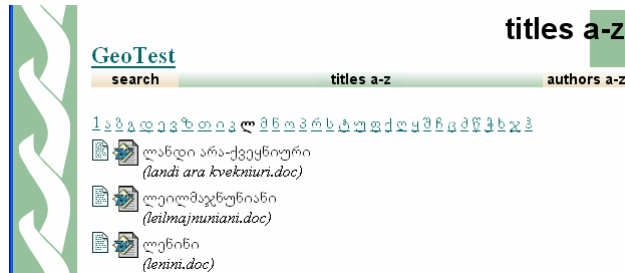 titles a-z
GeoTest
search titles a-z authors a-z
1 ა ბ გ დ ე ვ ზ თ ი კ ლ მ ნ ო პ რ ს ტ უ ფ ქ ღ ყ შ ჩ ც ძ წ ჭ ხ ჯ ჰ
ლანდი არა-ქვეყნიური
(landi ara kvekniuri.doc)
ლეილმაჯნუნიანი
(leilmajnuniani.doc)
ლენინი
(lenini.doc)